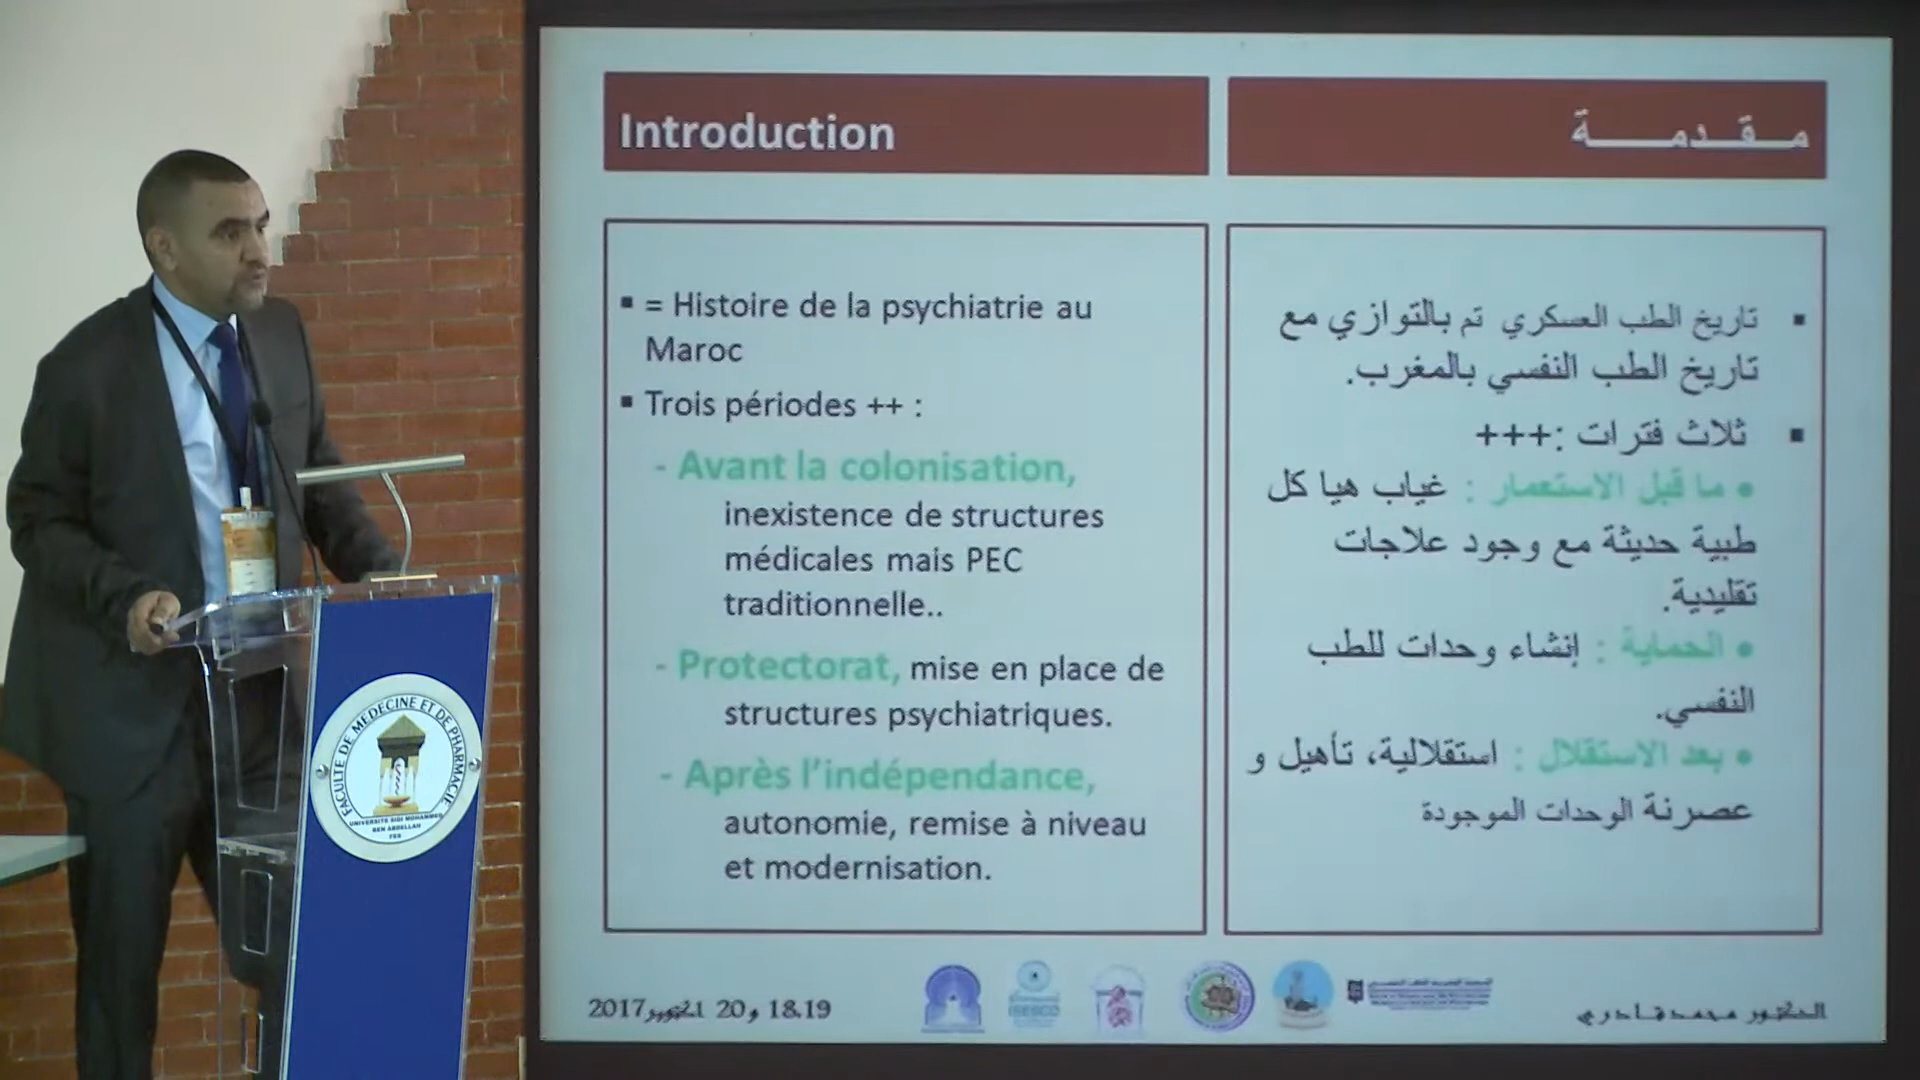 Introduction
= Histoire de la psychiatrie au
Maroc
Trois périodes ++ :
- Avant la colonisation,
inexistence de structures
médicales mais PEC
traditionnelle..
- Protectorat, mise en place de
structures psychiatriques.
- Après l'indépendance,
autonomie, remise à niveau
et modernisation.
مـــقـــدمـــــــة
تاريخ الطب العسكري تم بالتوازي مع
تاريخ الطب النفسي بالمغرب.
ثلاث فترات :+++
• ما قبل الاستعمار : غياب هيا كل
طبية حديثة مع وجود علاجات
تقليدية.
• الحماية : إنشاء وحدات للطب
النفسي.
• بعد الاستقلال : استقلالية، تأهيل و
عصرنة الوحدات الموجودة
18،19 و 20 اكتوبر 2017
ISESCO
الدكتور محمد قادري
FACULTE DE MEDECINE ET DE PHARMACIE
UNIVERSITE SIDI MOHAMMED
BEN ABDELLAH
FES